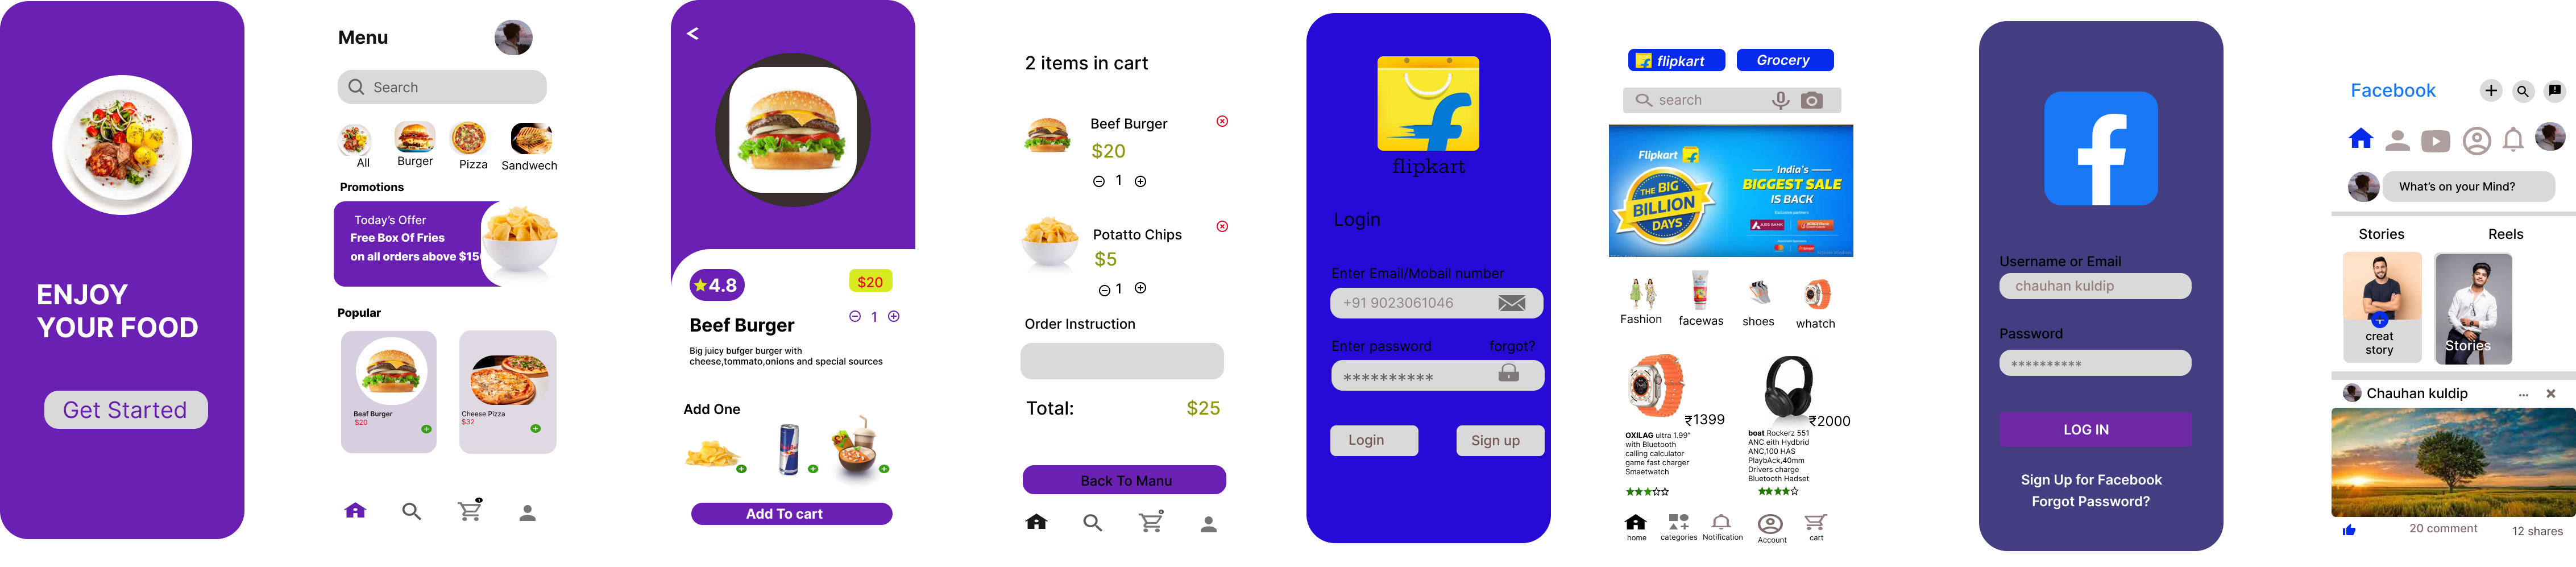 ENJOY
YOUR FOOD
Get Started
Menu
Search
All
Burger
Pizza
Sandwech
Promotions
Today's Offer
Free Box Of Fries
on all orders above $150
Popular
Beaf Burger
$20
Cheese Pizza
$32
<
4.8
$20
Beef Burger
1
Big juicy bufger burger with
cheese,tommato,onions and special sources
Add One
Add To cart
2 items in cart
Beef Burger
$20
1
Potatto Chips
$5
1
Order Instruction
Total:
$25
Back To Manu
flipkart
Login
Enter Email/Mobail number
+91 9023061046
Enter password
forgot?
**********
Login
Sign up
flipkart
Grocery
search
Flipkart
THE BIG
BILLION
DAYS
India's
BIGGEST SALE
IS BACK
AXIS BANK
Fashion
facewas
shoes
whatch
₹1399
OXILAG ultra 1.99"
with Bluetooth
calling calculator
game fast charger
Smaetwatch
₹2000
boat Rockerz 551
ANC eith Hydbrid
ANC,100 HAS
PlaybAck,40mm
Drivers charge
Bluetooth Hadset
home
categories
Notification
Account
cart
Username or Email
chauhan kuldip
Password
**********
LOG IN
Sign Up for Facebook
Forgot Password?
Facebook
What's on your Mind?
Stories
Reels
creat
story
Stories
Chauhan kuldip
20 comment
12 shares